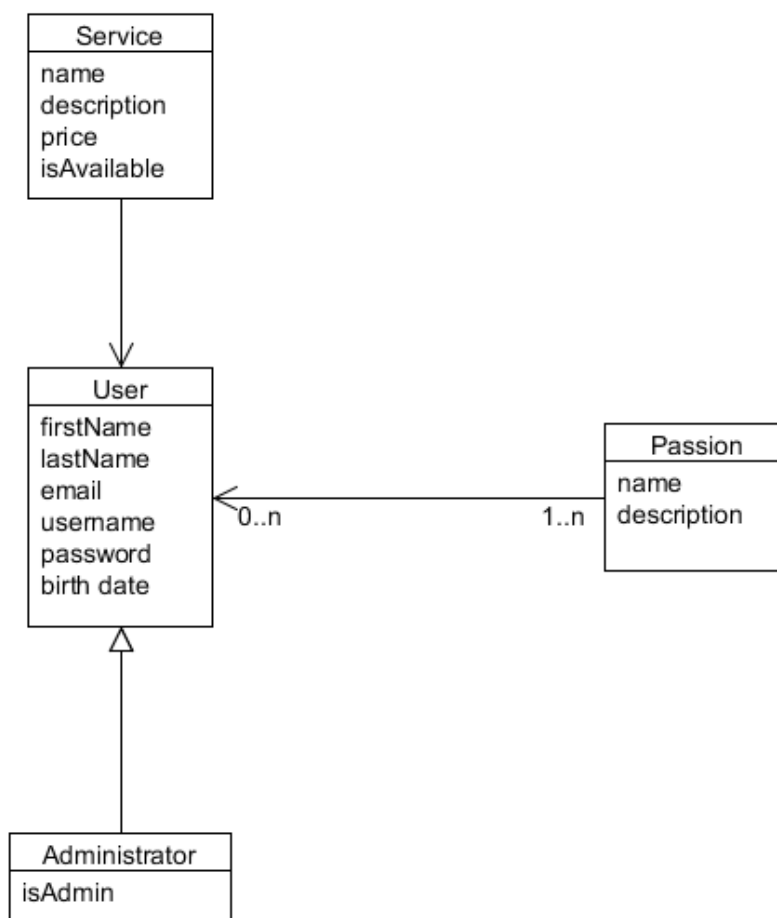 Service
name
description
price
isAvailable
User
firstName
lastName
email
username
password
birth date
0..n
1..n
Passion
name
description
Administrator
isAdmin